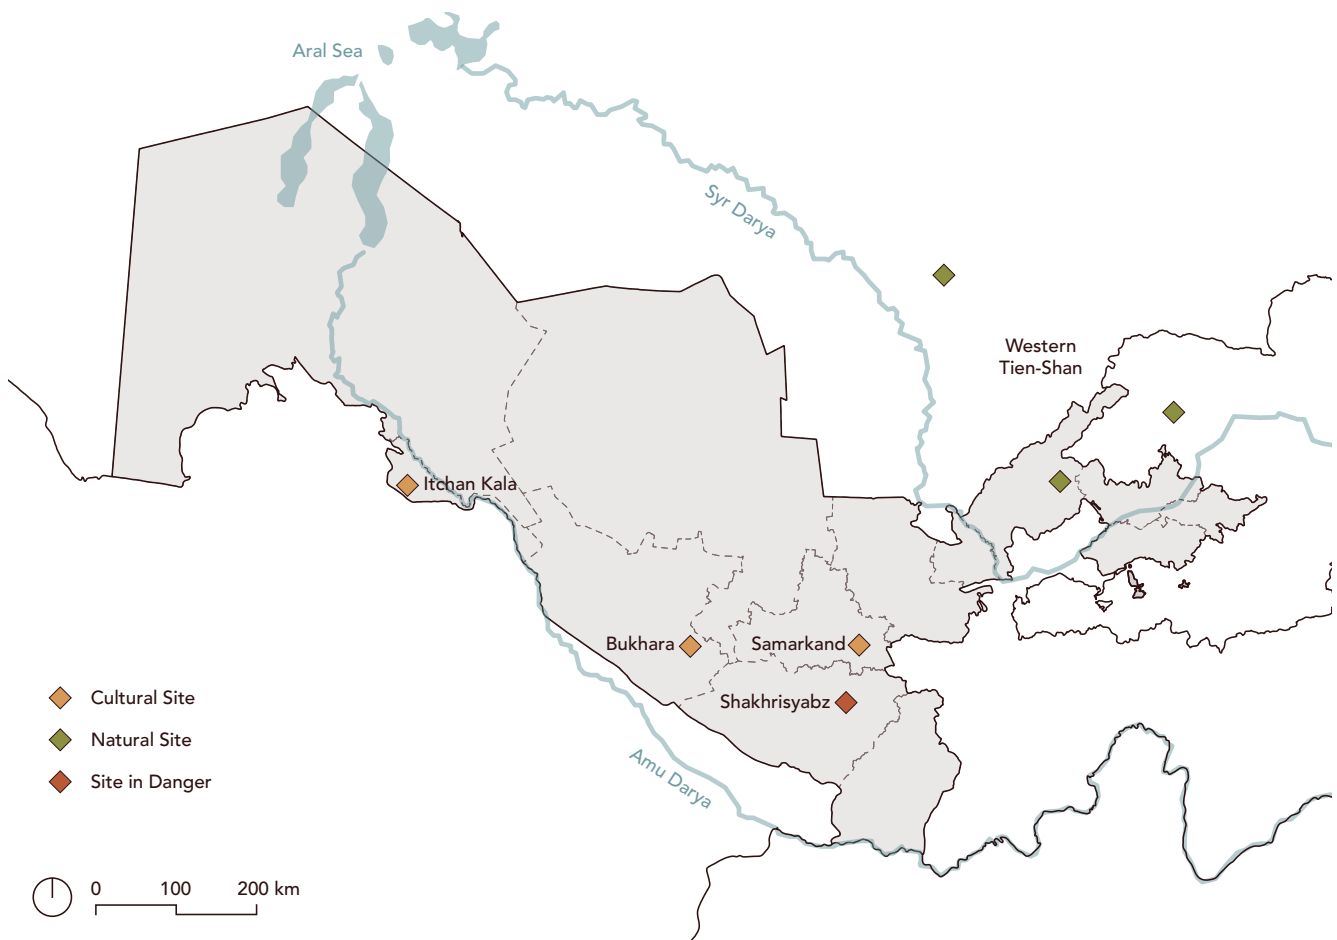 Aral Sea
Syr Darya
Western
Tien-Shan
Itchan Kala
Bukhara
Samarkand
Shakhrisyabz
Amu Darya
Cultural Site
Natural Site
Site in Danger
0 100 200 km